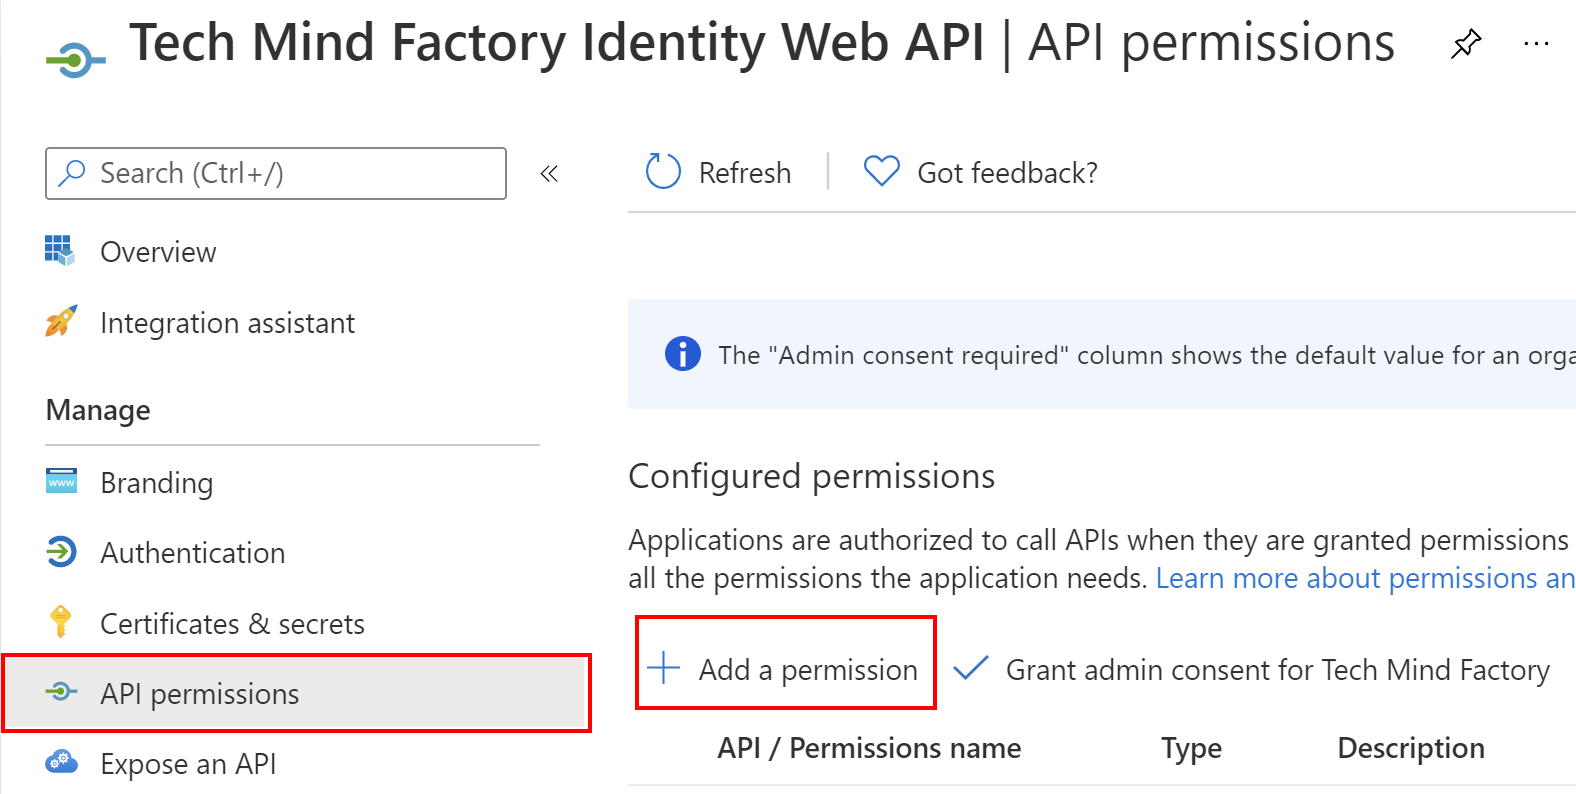 Tech Mind Factory Identity Web API | API permissions
Search (Ctrl+/)
Refresh
Got feedback?
Overview
Integration assistant
The "Admin consent required" column shows the default value for an orga
Manage
Configured permissions
Branding
Applications are authorized to call APIs when they are granted permissions
all the permissions the application needs. Learn more about permissions an
Authentication
Certificates & secrets
Add a permission
Grant admin consent for Tech Mind Factory
API permissions
API / Permissions name
Type
Description
Expose an API